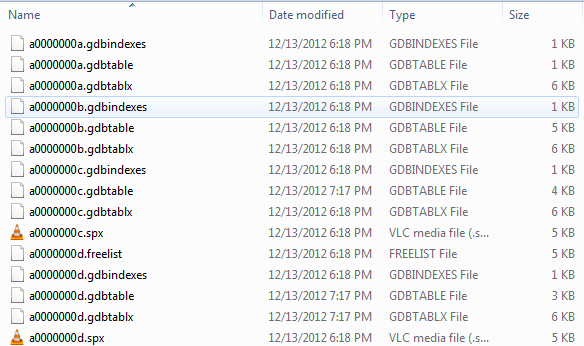 Name Date modified Type Size
a0000000a.gdbindexes 12/13/2012 6:18 PM GDBINDEXES File 1 KB
a0000000a.gdbtable 12/13/2012 6:18 PM GDBTABLE File 1 KB
a0000000a.gdbtablx 12/13/2012 6:18 PM GDBTABLX File 6 KB
a0000000b.gdbindexes 12/13/2012 6:18 PM GDBINDEXES File 1 KB
a0000000b.gdbtable 12/13/2012 6:18 PM GDBTABLE File 5 KB
a0000000b.gdbtablx 12/13/2012 6:18 PM GDBTABLX File 6 KB
a0000000c.gdbindexes 12/13/2012 6:18 PM GDBINDEXES File 1 KB
a0000000c.gdbtable 12/13/2012 7:17 PM GDBTABLE File 4 KB
a0000000c.gdbtablx 12/13/2012 6:18 PM GDBTABLX File 6 KB
a0000000c.spx 12/13/2012 6:18 PM VLC media file (.s... 5 KB
a0000000d.freelist 12/13/2012 6:18 PM FREELIST File 5 KB
a0000000d.gdbindexes 12/13/2012 6:18 PM GDBINDEXES File 1 KB
a0000000d.gdbtable 12/13/2012 7:17 PM GDBTABLE File 3 KB
a0000000d.gdbtablx 12/13/2012 7:17 PM GDBTABLX File 6 KB
a0000000d.spx 12/13/2012 6:18 PM VLC media file (.s... 5 KB